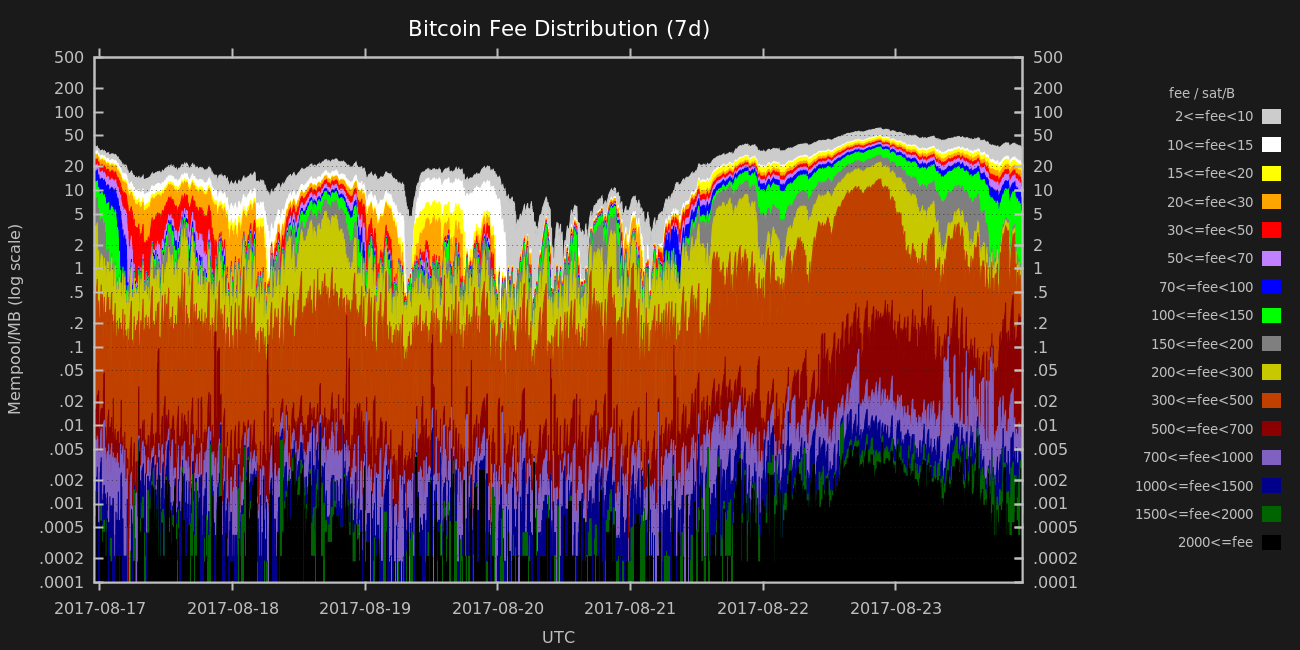 Bitcoin Fee Distribution (7d)
500
200
100
50
20
10
5
2
1
.5
.2
.1
.05
.02
.01
.005
.002
.001
.0005
.0002
.0001
Mempool/MB (log scale)
500
200
100
50
20
10
5
2
1
.5
.2
.1
.05
.02
.01
.005
.002
.001
.0005
.0002
.0001
2017-08-17 2017-08-18 2017-08-19 2017-08-20 2017-08-21 2017-08-22 2017-08-23
UTC
fee / sat/B
2<=fee<10
10<=fee<15
15<=fee<20
20<=fee<30
30<=fee<50
50<=fee<70
70<=fee<100
100<=fee<150
150<=fee<200
200<=fee<300
300<=fee<500
500<=fee<700
700<=fee<1000
1000<=fee<1500
1500<=fee<2000
2000<=fee